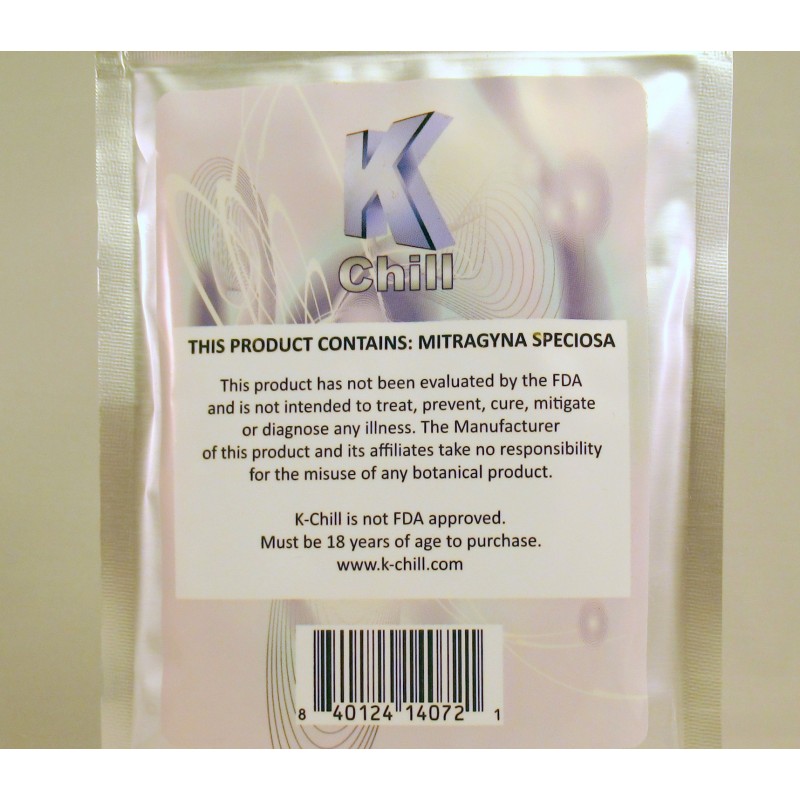 K
Chill
THIS PRODUCT CONTAINS: MITRAGYNA SPECIOSA
This product has not been evaluated by the FDA
and is not intended to treat, prevent, cure, mitigate
or diagnose any illness. The Manufacturer
of this product and its affiliates take no responsibility
for the misuse of any botanical product.
K-Chill is not FDA approved.
Must be 18 years of age to purchase.
www.k-chill.com
8 40124 14072 1